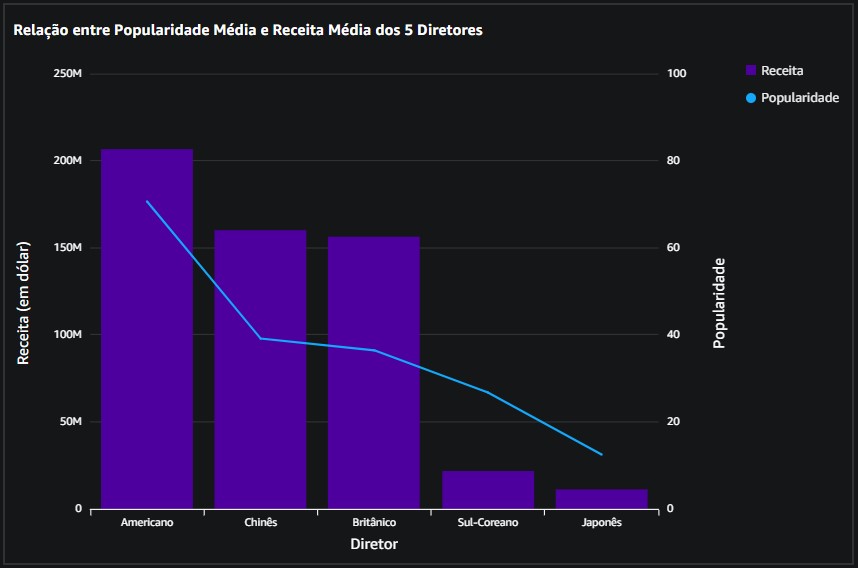 Relação entre Popularidade Média e Receita Média dos 5 Diretores
Receita
Popularidade
250M
200M
150M
100M
50M
0
100
80
60
40
20
0
Receita (em dólar)
Popularidade
Americano
Chinês
Britânico
Sul-Coreano
Japonês
Diretor